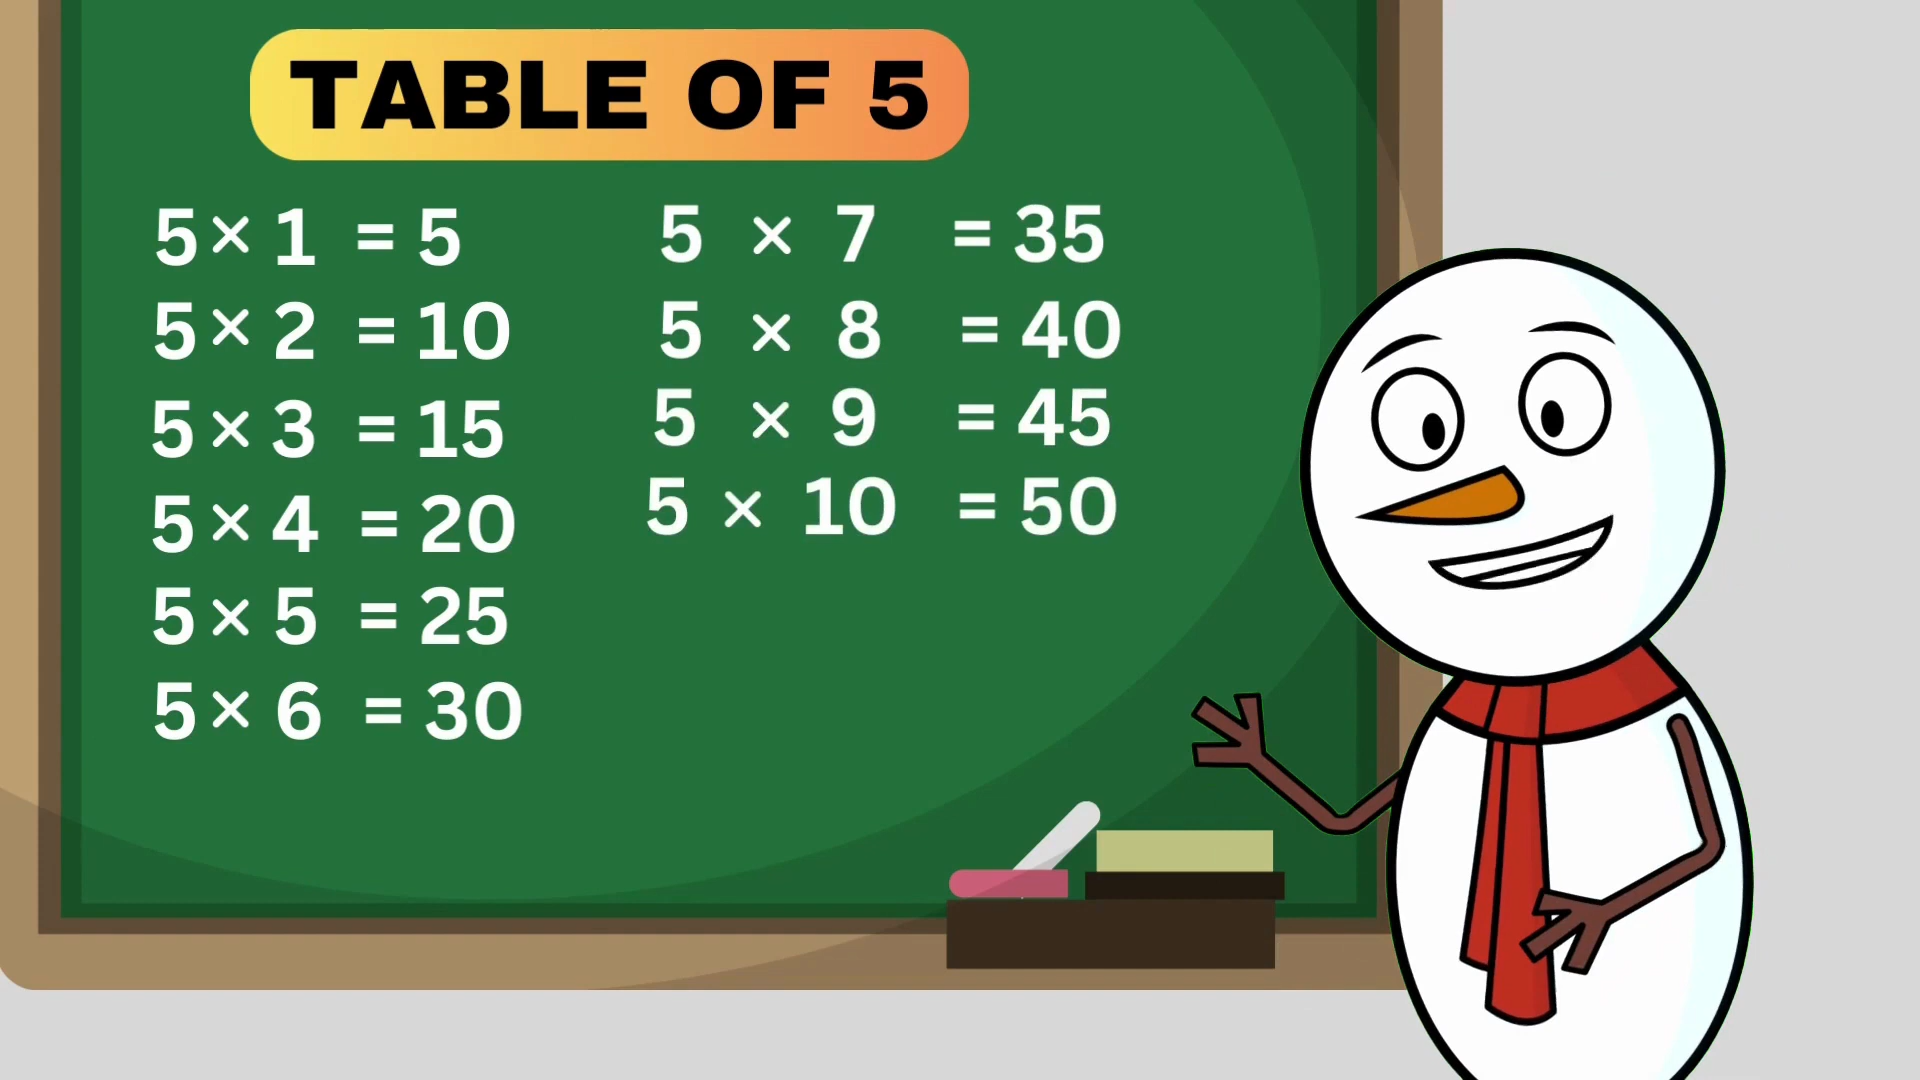 TABLE OF 5
5 × 1 = 5
5 × 2 = 10
5 × 3 = 15
5 × 4 = 20
5 × 5 = 25
5 × 6 = 30
5 × 7 = 35
5 × 8 = 40
5 × 9 = 45
5 × 10 = 50